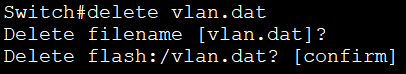 Switch#delete vlan.dat
Delete filename [vlan.dat]?
Delete flash:/vlan.dat? [confirm]